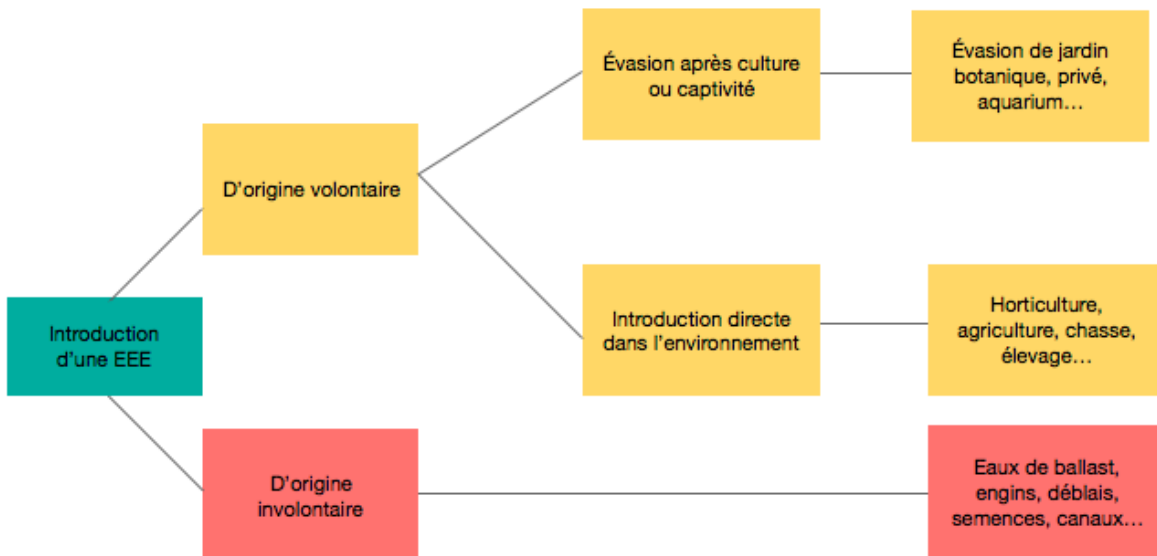 Évasion après culture
ou captivité
Évasion de jardin
botanique, privé,
aquarium…
D’origine volontaire
Introduction
d’une EEE
Introduction directe
dans l’environnement
Horticulture,
agriculture, chasse,
élevage…
D’origine
involontaire
Eaux de ballast,
engins, déblais,
semences, canaux…